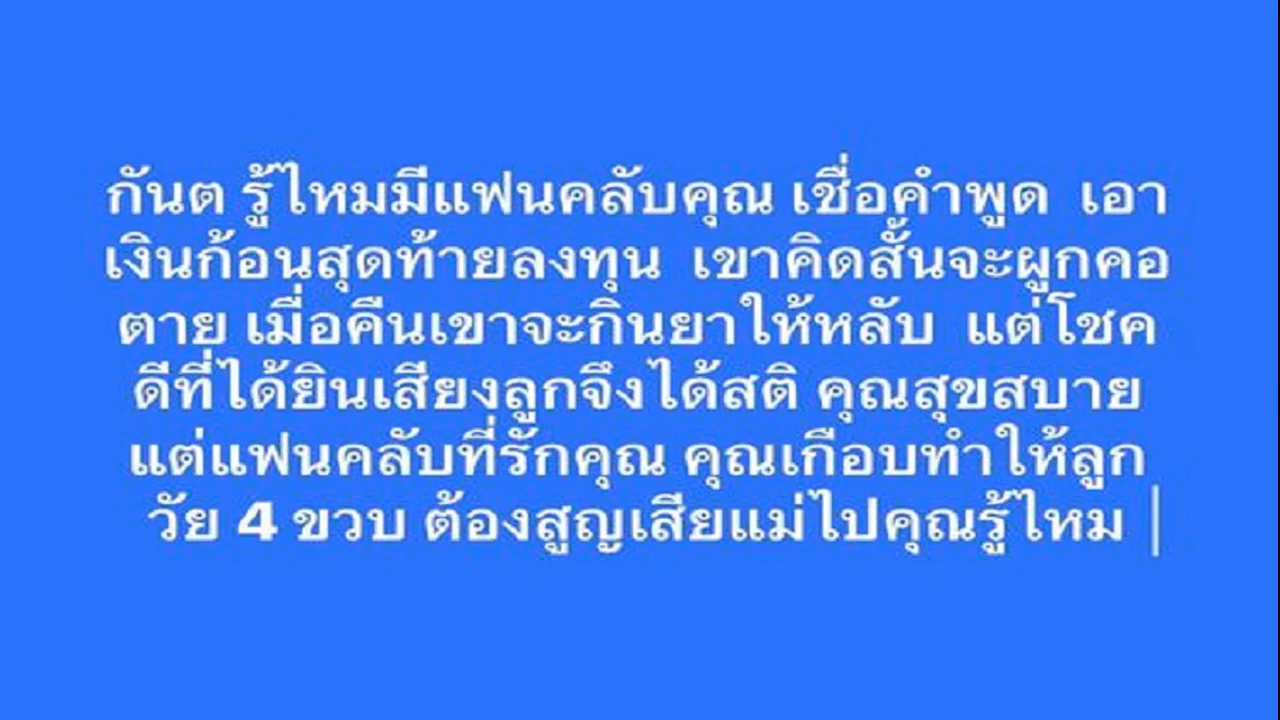 กันต รู้ไหมมีแฟนคลับคุณ เชื่อคำพูด  เอา
เงินก้อนสุดท้ายลงทุน  เขาคิดสั้นจะผูกคอ
ตาย เมื่อคืนเขาจะกินยาให้หลับ  แต่โชค
ดีที่ได้ยินเสียงลูกจึงได้สติ คุณสุขสบาย
แต่แฟนคลับที่รักคุณ คุณเกือบทำให้ลูก
วัย 4 ขวบ ต้องสูญเสียแม่ไปคุณรู้ไหม